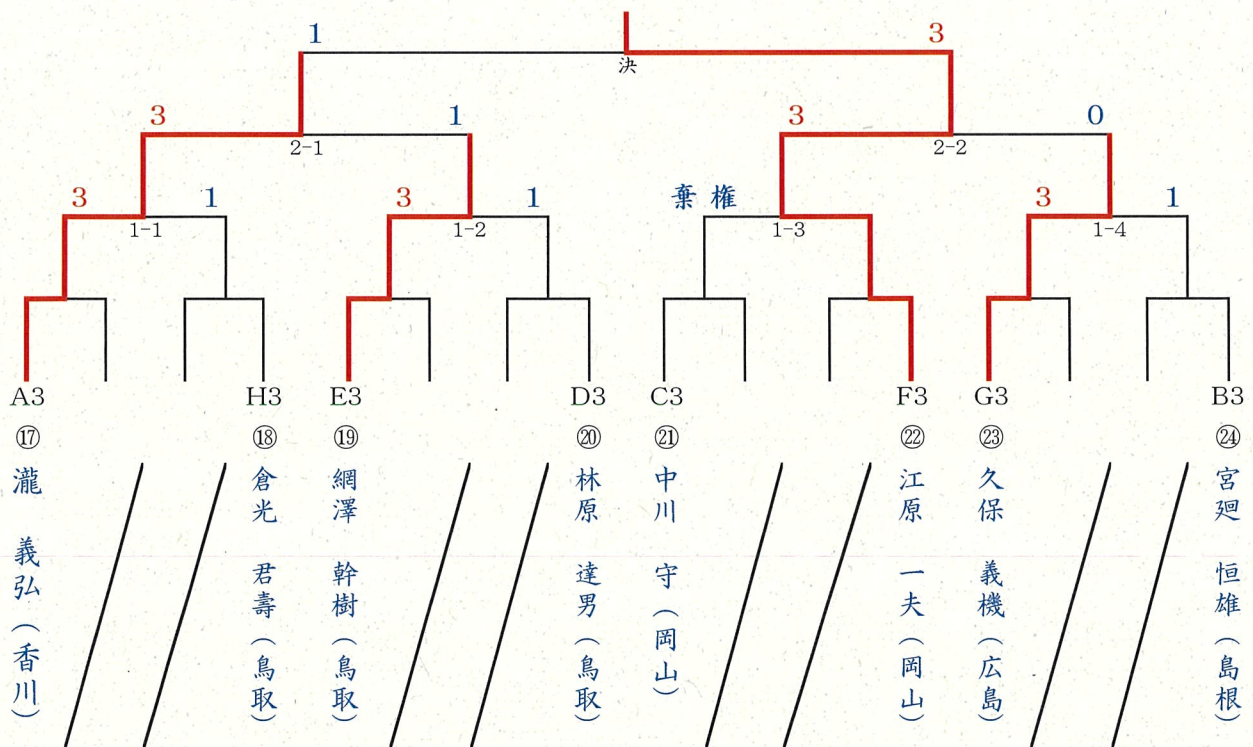 1 3
決
3 1 3 0
2-1 2-2
3 1 3 1 棄権 3 1
1-1 1-2 1-3 1-4
A3 H3 E3 D3 C3 F3 G3 B3
⑰ ⑱ ⑲ ⑳ ㉑ ㉒ ㉓ ㉔
瀧 義弘(香川)
倉光 君壽(鳥取)
網澤 幹樹(鳥取)
林原 達男(鳥取)
中川 守(岡山)
江原 一夫(岡山)
久保 義機(広島)
宮廻 恒雄(島根)